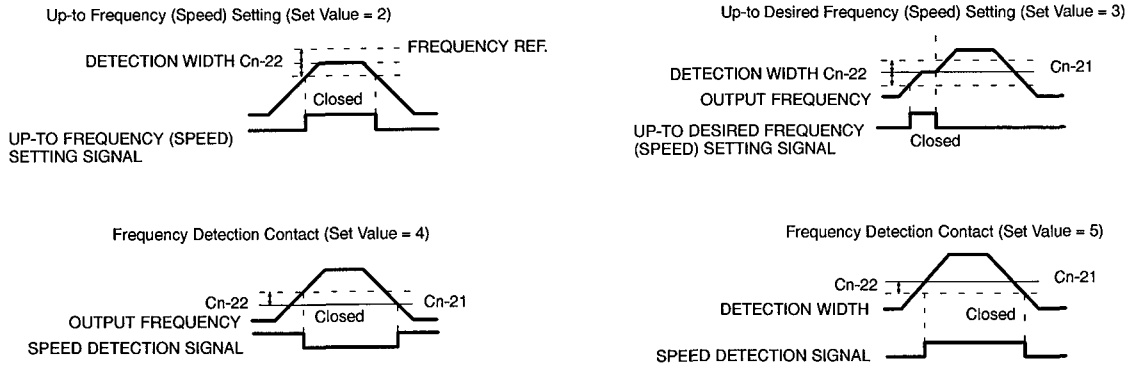 Up-to Frequency (Speed) Setting (Set Value = 2)
FREQUENCY REF.
DETECTION WIDTH Cn-22
Closed
UP-TO FREQUENCY (SPEED)
SETTING SIGNAL
Up-to Desired Frequency (Speed) Setting (Set Value = 3)
DETECTION WIDTH Cn-22
Cn-21
OUTPUT FREQUENCY
UP-TO DESIRED FREQUENCY
(SPEED) SETTING SIGNAL
Closed
Frequency Detection Contact (Set Value = 4)
Cn-22
Cn-21
OUTPUT FREQUENCY
Closed
SPEED DETECTION SIGNAL
Frequency Detection Contact (Set Value = 5)
Cn-22
Cn-21
DETECTION WIDTH
Closed
SPEED DETECTION SIGNAL